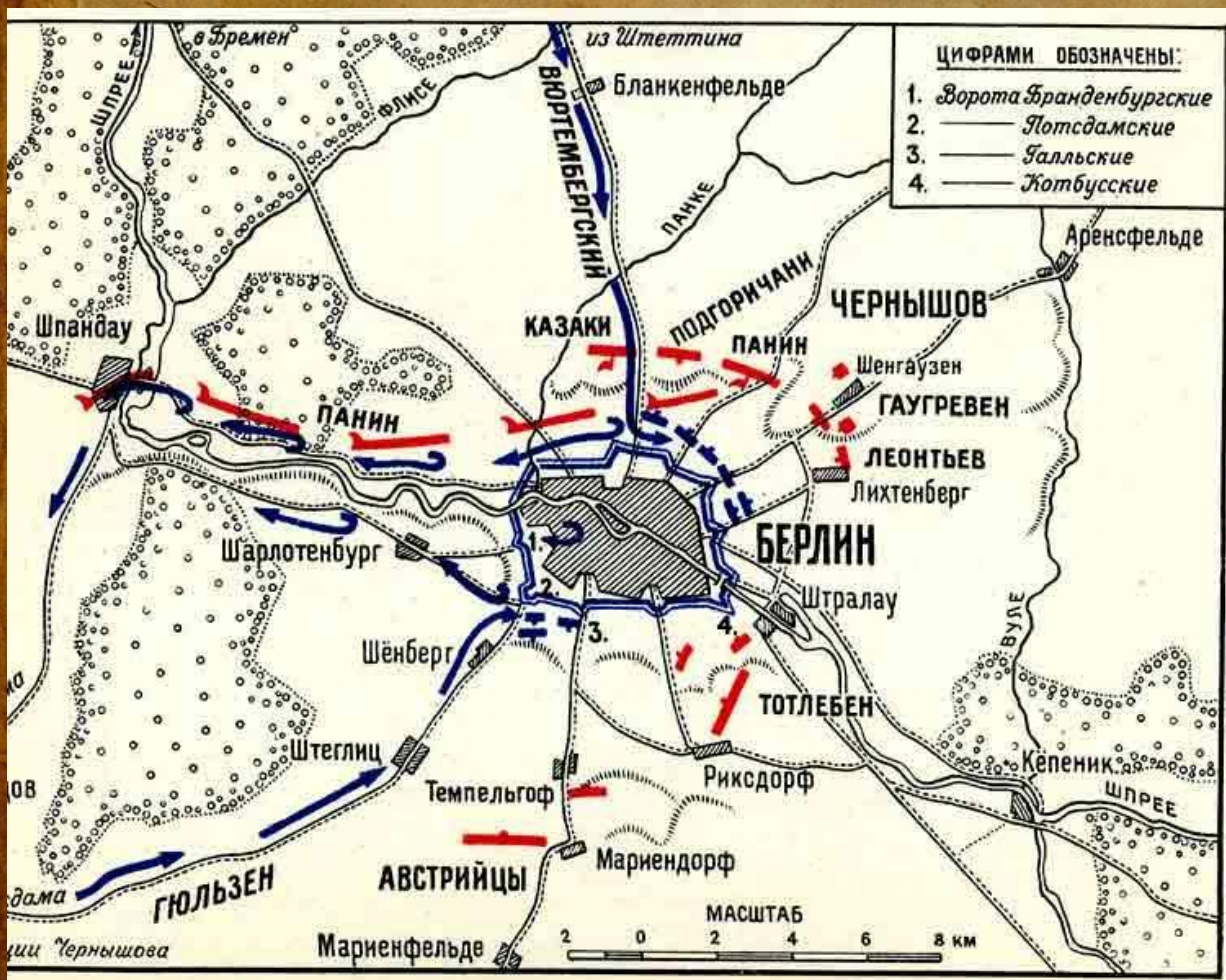 в Бремен
из Штеттина
ЦИФРАМИ ОБОЗНАЧЕНЫ:
1. Ворота Бранденбургские
2. —— Потсдамские
3. —— Галльские
4. —— Котбусские
ШПРЕЕ
ФЛИСЕ
ВЮРТЕМБЕРГСКИЙ
Бланкенфельде
ПАНКЕ
Аренсфельде
Шпандау
КАЗАКИ
ПОДГОРИЧАНИ
ЧЕРНЫШОВ
ПАНИН
Шенгаузен
ПАНИН
ГАУГРЕВЕН
ЛЕОНТЬЕВ
Лихтенберг
1.
БЕРЛИН
Шарлотенбург
2.
3.
4.
Штралау
ВУЛЕ
Шёнберг
ТОТЛЕБЕН
Штеглиц
Темпельгоф
Риксдорф
Кёпеник
ШПРЕЕ
ГЮЛЬЗЕН
АВСТРИЙЦЫ
Мариендорф
МАСШТАБ
2 0 2 4 6 8 км
Чернышова
Мариенфельде